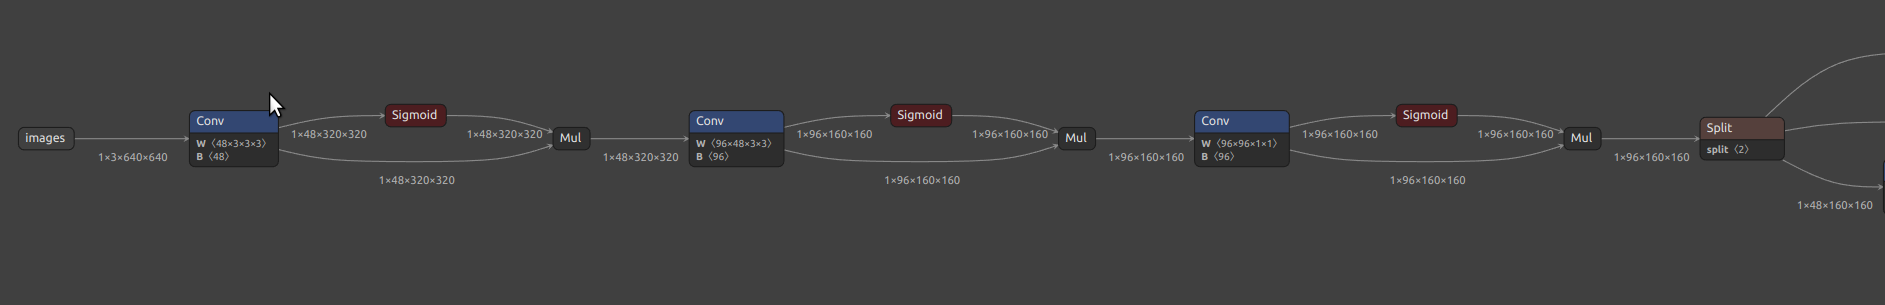 images
1×3×640×640
Conv
W ⟨48×3×3×3⟩
B ⟨48⟩
1×48×320×320
Sigmoid
1×48×320×320
1×48×320×320
Mul
1×48×320×320
Conv
W ⟨96×48×3×3⟩
B ⟨96⟩
1×96×160×160
Sigmoid
1×96×160×160
1×96×160×160
Mul
1×96×160×160
Conv
W ⟨96×96×1×1⟩
B ⟨96⟩
1×96×160×160
Sigmoid
1×96×160×160
1×96×160×160
Mul
1×96×160×160
Split
split ⟨2⟩
1×48×160×160